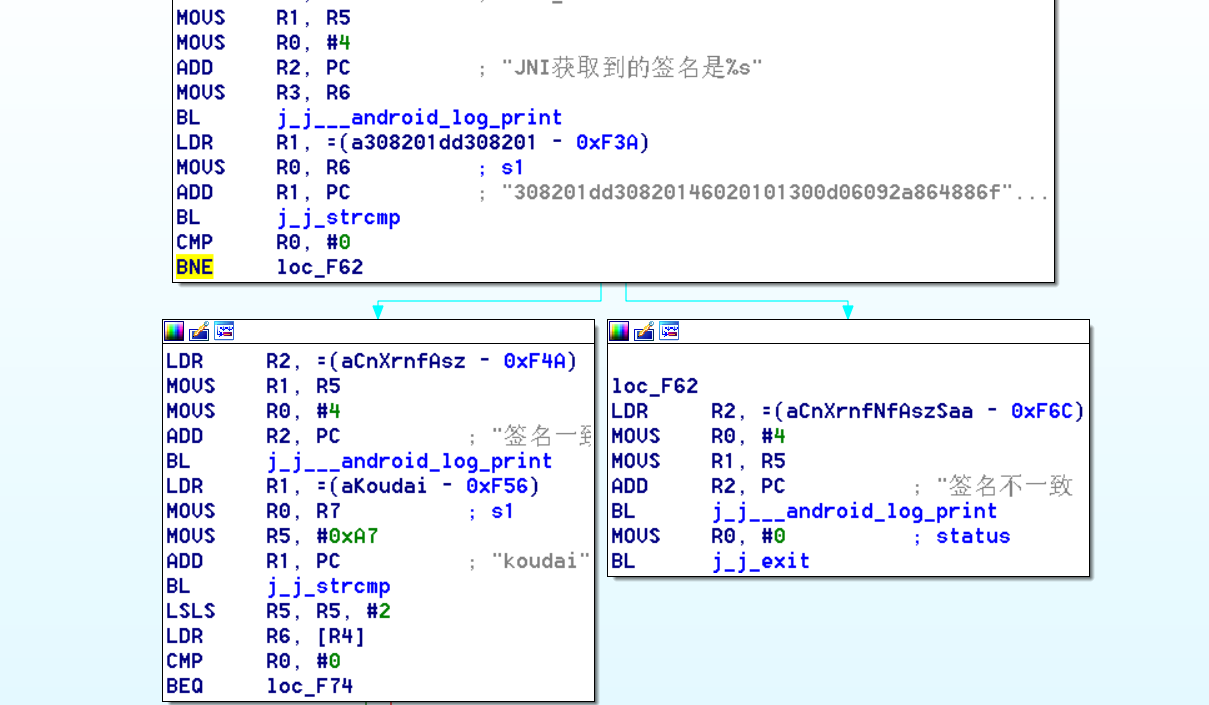 MOVS R1, R5
MOVS R0, #4
ADD R2, PC ; "JNI获取到的签名是%s"
MOVS R3, R6
BL j_j___android_log_print
LDR R1, =(a308201dd308201 - 0xF3A)
MOVS R0, R6 ; s1
ADD R1, PC ; "308201dd30820146020101300d06092a864886f"...
BL j_j_strcmp
CMP R0, #0
BNE loc_F62
LDR R2, =(aCnXrnfAsz - 0xF4A)
MOVS R1, R5
MOVS R0, #4
ADD R2, PC ; "签名一致
BL j_j___android_log_print
LDR R1, =(aKoudai - 0xF56)
MOVS R0, R7 ; s1
MOVS R5, #0xA7
ADD R1, PC ; "koudai"
BL j_j_strcmp
LSLS R5, R5, #2
LDR R6, [R4]
CMP R0, #0
BEQ loc_F74
loc_F62
LDR R2, =(aCnXrnfNfAszSaa - 0xF6C)
MOVS R0, #4
MOVS R1, R5
ADD R2, PC ; "签名不一致
BL j_j___android_log_print
MOVS R0, #0 ; status
BL j_j_exit